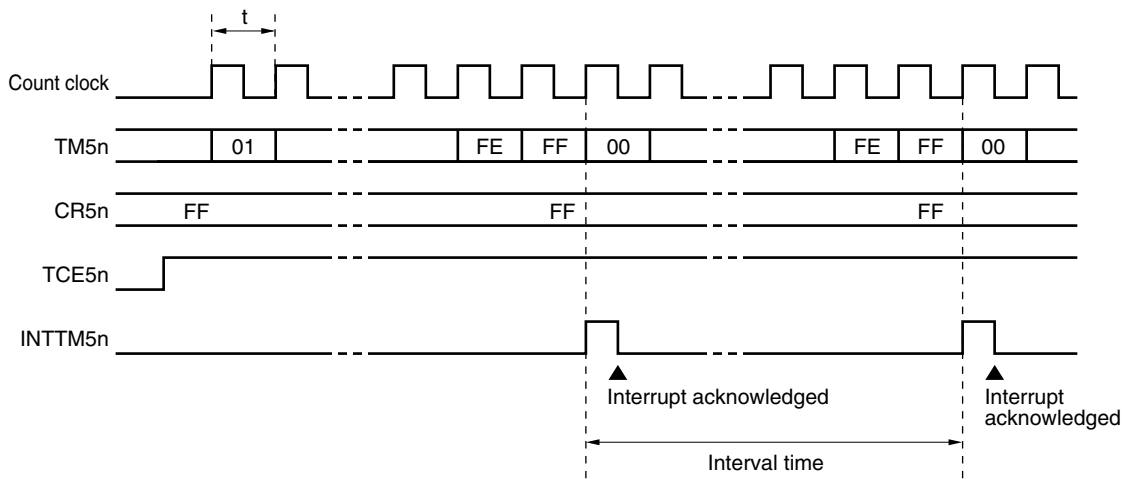 t
Count clock
TM5n 01 FE FF 00 FE FF 00
CR5n FF FF FF
TCE5n
INTTM5n
Interrupt acknowledged
Interrupt
acknowledged
Interval time